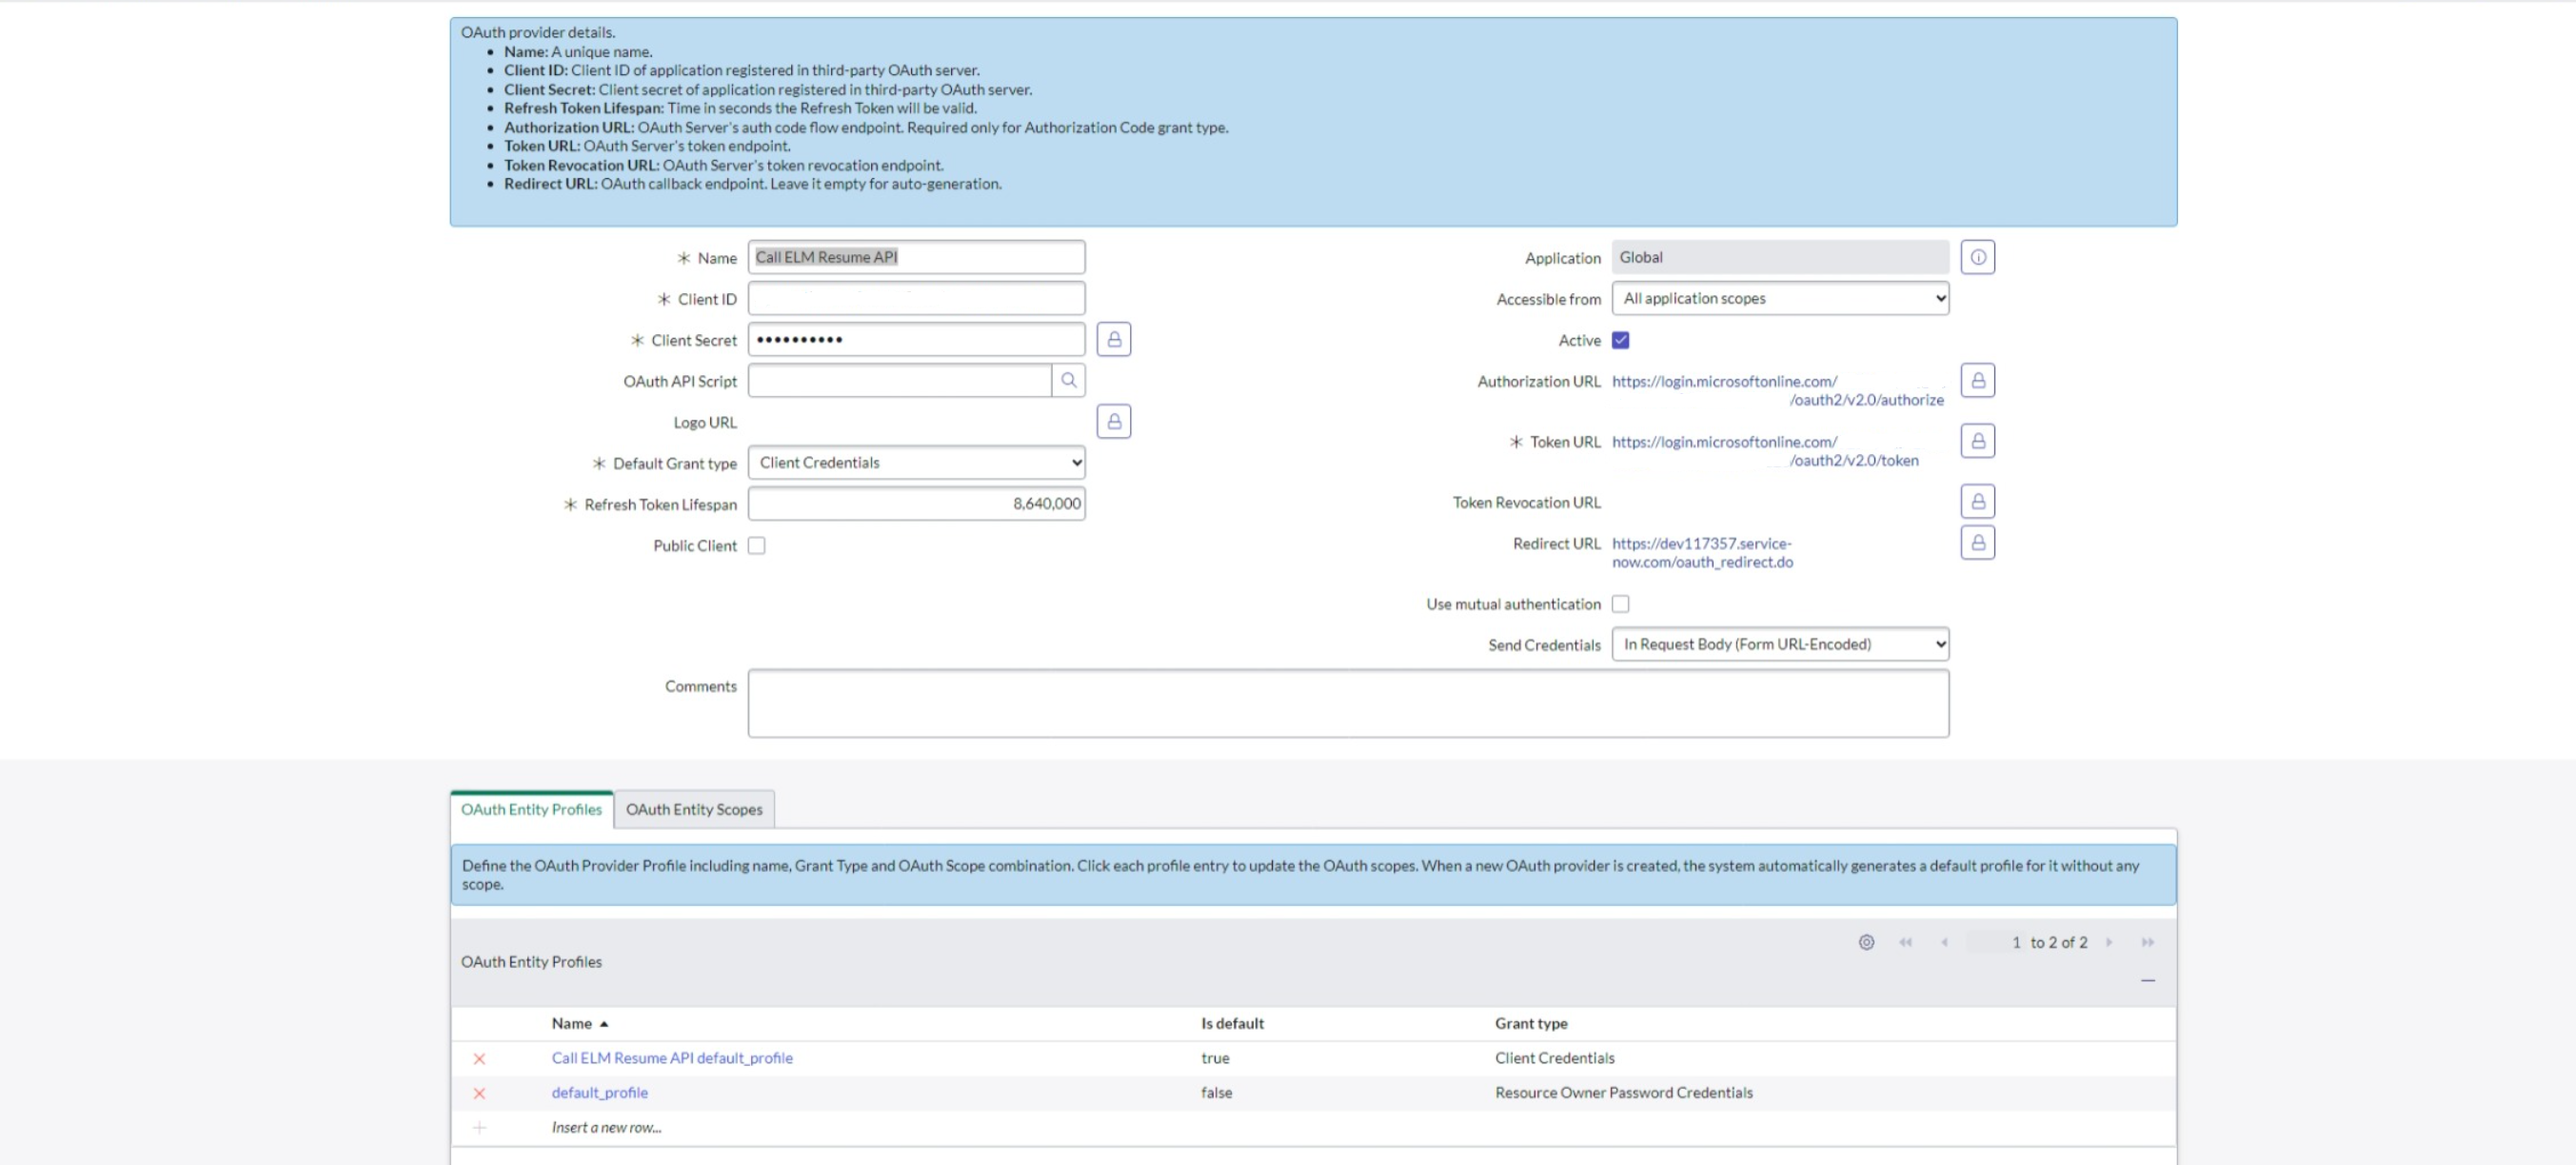 OAuth provider details.
• Name: A unique name.
• Client ID: Client ID of application registered in third-party OAuth server.
• Client Secret: Client secret of application registered in third-party OAuth server.
• Refresh Token Lifespan: Time in seconds the Refresh Token will be valid.
• Authorization URL: OAuth Server's auth code flow endpoint. Required only for Authorization Code grant type.
• Token URL: OAuth Server's token endpoint.
• Token Revocation URL: OAuth Server's token revocation endpoint.
• Redirect URL: OAuth callback endpoint. Leave it empty for auto-generation.
Name Call ELM Resume API
Client ID
Client Secret ••••••••••
OAuth API Script
Logo URL
Default Grant type Client Credentials
Refresh Token Lifespan 8,640,000
Public Client
Application Global
Accessible from All application scopes
Active
Authorization URL https://login.microsoftonline.com/
/oauth2/v2.0/authorize
Token URL https://login.microsoftonline.com/
/oauth2/v2.0/token
Token Revocation URL
Redirect URL https://dev117357.service-
now.com/oauth_redirect.do
Use mutual authentication
Send Credentials In Request Body (Form URL-Encoded)
Comments
OAuth Entity Profiles OAuth Entity Scopes
Define the OAuth Provider Profile including name, Grant Type and OAuth Scope combination. Click each profile entry to update the OAuth scopes. When a new OAuth provider is created, the system automatically generates a default profile for it without any
scope.
1 to 2 of 2
OAuth Entity Profiles
Name Is default Grant type
Call ELM Resume API default_profile true Client Credentials
default_profile false Resource Owner Password Credentials
Insert a new row...